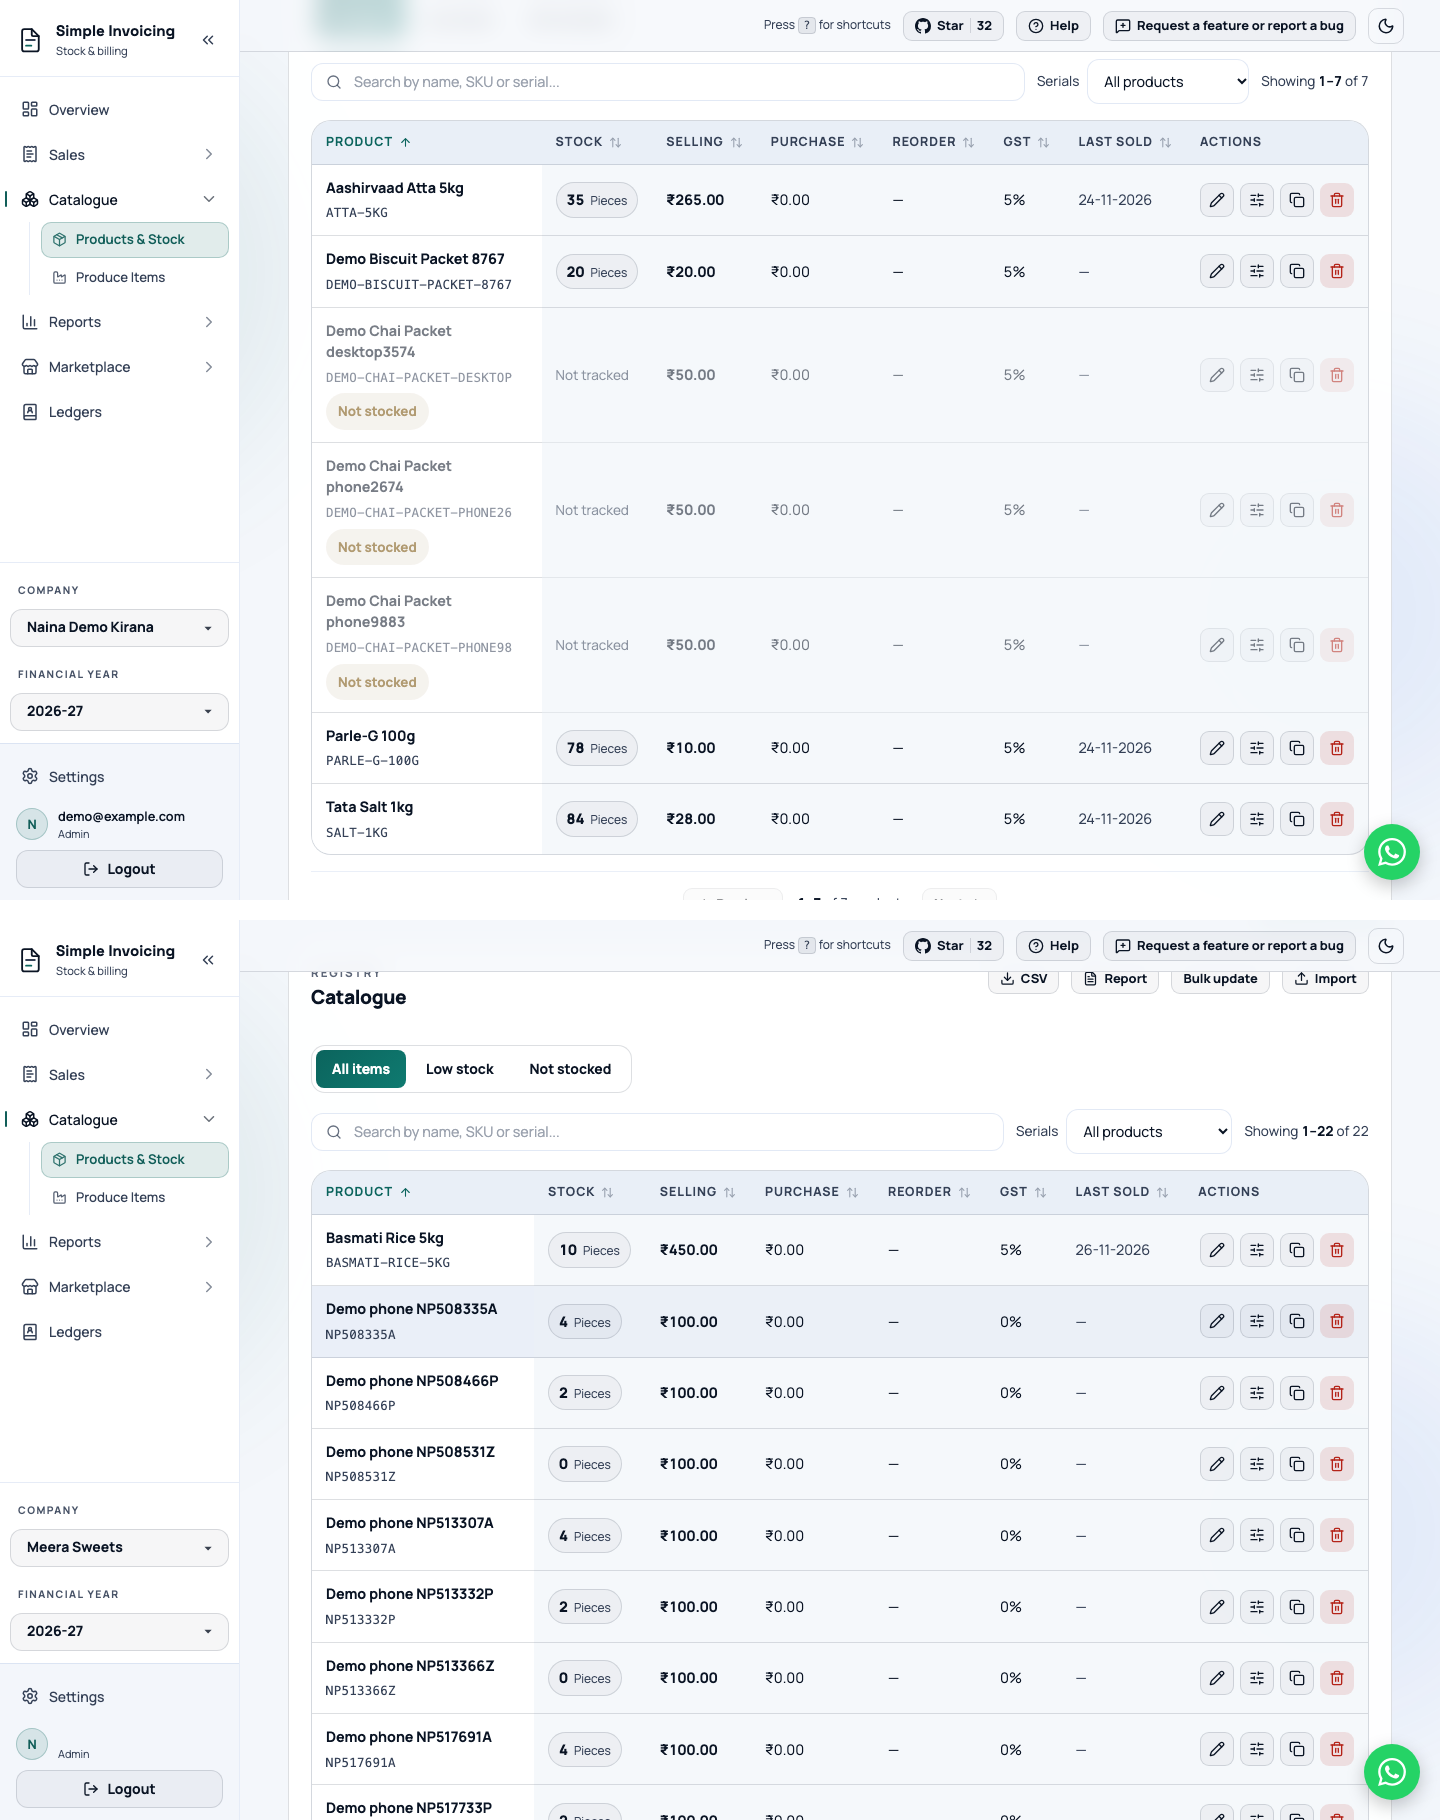 Simple Invoicing
Stock & billing
Press ? for shortcuts
Star 32
Help
Request a feature or report a bug
Overview
Sales
Catalogue
Products & Stock
Produce Items
Reports
Marketplace
Ledgers
COMPANY
Naina Demo Kirana
FINANCIAL YEAR
2026-27
Settings
N
demo@example.com
Admin
Logout
Search by name, SKU or serial...
Serials
All products
Showing 1–7 of 7
PRODUCT STOCK SELLING PURCHASE REORDER GST LAST SOLD ACTIONS
Aashirvaad Atta 5kg
ATTA-5KG
35 Pieces ₹265.00 ₹0.00 — 5% 24-11-2026
Demo Biscuit Packet 8767
DEMO-BISCUIT-PACKET-8767
20 Pieces ₹20.00 ₹0.00 — 5% —
Demo Chai Packet
desktop3574
DEMO-CHAI-PACKET-DESKTOP
Not stocked
Not tracked ₹50.00 ₹0.00 — 5% —
Demo Chai Packet
phone2674
DEMO-CHAI-PACKET-PHONE26
Not stocked
Not tracked ₹50.00 ₹0.00 — 5% —
Demo Chai Packet
phone9883
DEMO-CHAI-PACKET-PHONE98
Not stocked
Not tracked ₹50.00 ₹0.00 — 5% —
Parle-G 100g
PARLE-G-100G
78 Pieces ₹10.00 ₹0.00 — 5% 24-11-2026
Tata Salt 1kg
SALT-1KG
84 Pieces ₹28.00 ₹0.00 — 5% 24-11-2026
Simple Invoicing
Stock & billing
Press ? for shortcuts
Star 32
Help
Request a feature or report a bug
Overview
Sales
Catalogue
Products & Stock
Produce Items
Reports
Marketplace
Ledgers
COMPANY
Meera Sweets
FINANCIAL YEAR
2026-27
Settings
N
Admin
Logout
REGISTRY
Catalogue
CSV
Report
Bulk update
Import
All items
Low stock
Not stocked
Search by name, SKU or serial...
Serials
All products
Showing 1–22 of 22
PRODUCT STOCK SELLING PURCHASE REORDER GST LAST SOLD ACTIONS
Basmati Rice 5kg
BASMATI-RICE-5KG
10 Pieces ₹450.00 ₹0.00 — 5% 26-11-2026
Demo phone NP508335A
NP508335A
4 Pieces ₹100.00 ₹0.00 — 0% —
Demo phone NP508466P
NP508466P
2 Pieces ₹100.00 ₹0.00 — 0% —
Demo phone NP508531Z
NP508531Z
0 Pieces ₹100.00 ₹0.00 — 0% —
Demo phone NP513307A
NP513307A
4 Pieces ₹100.00 ₹0.00 — 0% —
Demo phone NP513332P
NP513332P
2 Pieces ₹100.00 ₹0.00 — 0% —
Demo phone NP513366Z
NP513366Z
0 Pieces ₹100.00 ₹0.00 — 0% —
Demo phone NP517691A
NP517691A
4 Pieces ₹100.00 ₹0.00 — 0% —
Demo phone NP517733P